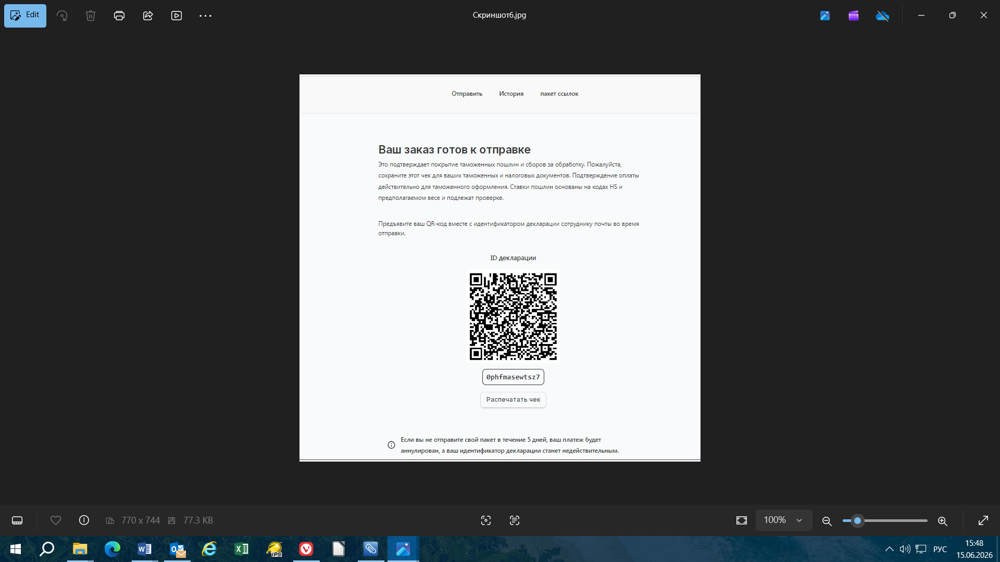 Edit
Скриншот6.jpg
Отправить История пакет ссылок
Ваш заказ готов к отправке
Это подтверждает покрытие таможенных пошлин и сборов за обработку. Пожалуйста,
сохраните этот чек для ваших таможенных и налоговых документов. Подтверждение оплаты
действительно для таможенного оформления. Ставки пошлин основаны на кодах HS и
предполагаемом весе и подлежат проверке.
Предъявите ваш QR-код вместе с идентификатором декларации сотруднику почты во время
отправки.
ID декларации
0phfmasewtsz7
Распечатать чек
Если вы не отправите свой пакет в течение 5 дней, ваш платеж будет
аннулирован, а ваш идентификатор декларации станет недействительным.
770 x 744 77.3 KB
100%
IPS
РУС
15:48
15.06.2026